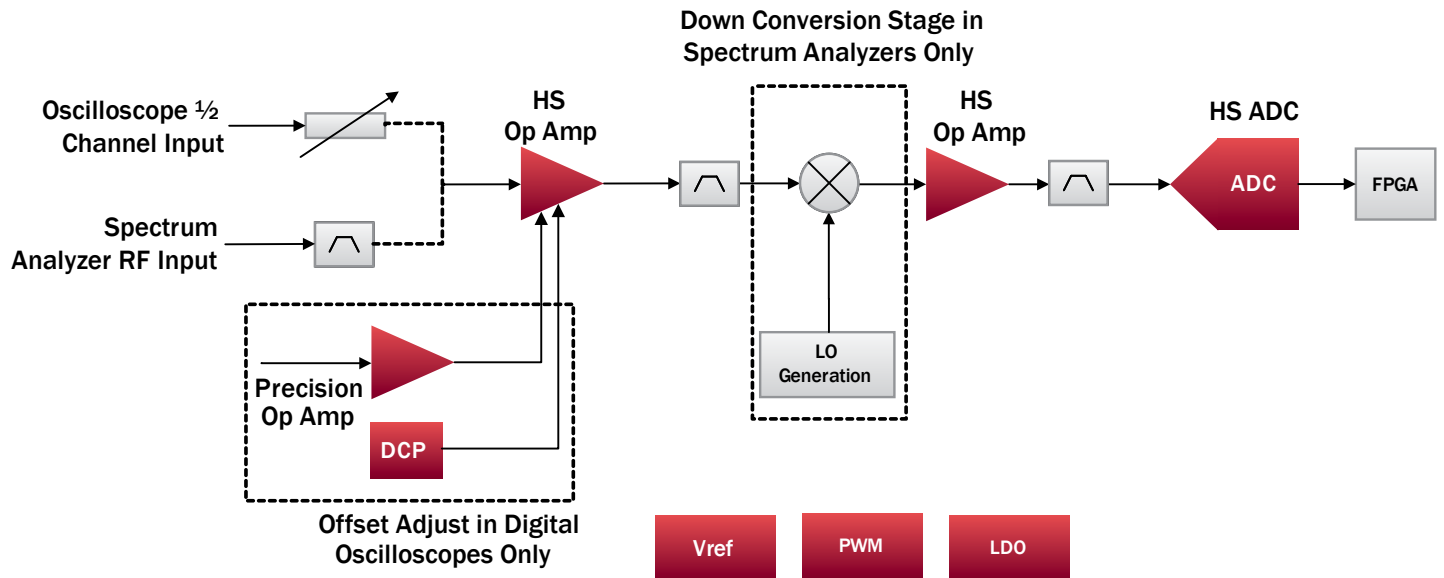 Down Conversion Stage in
Spectrum Analyzers Only
Oscilloscope ½
Channel Input
HS
Op Amp
HS
Op Amp
HS ADC
ADC
FPGA
Spectrum
Analyzer RF Input
LO
Generation
Precision
Op Amp
DCP
Offset Adjust in Digital
Oscilloscopes Only
Vref
PWM
LDO